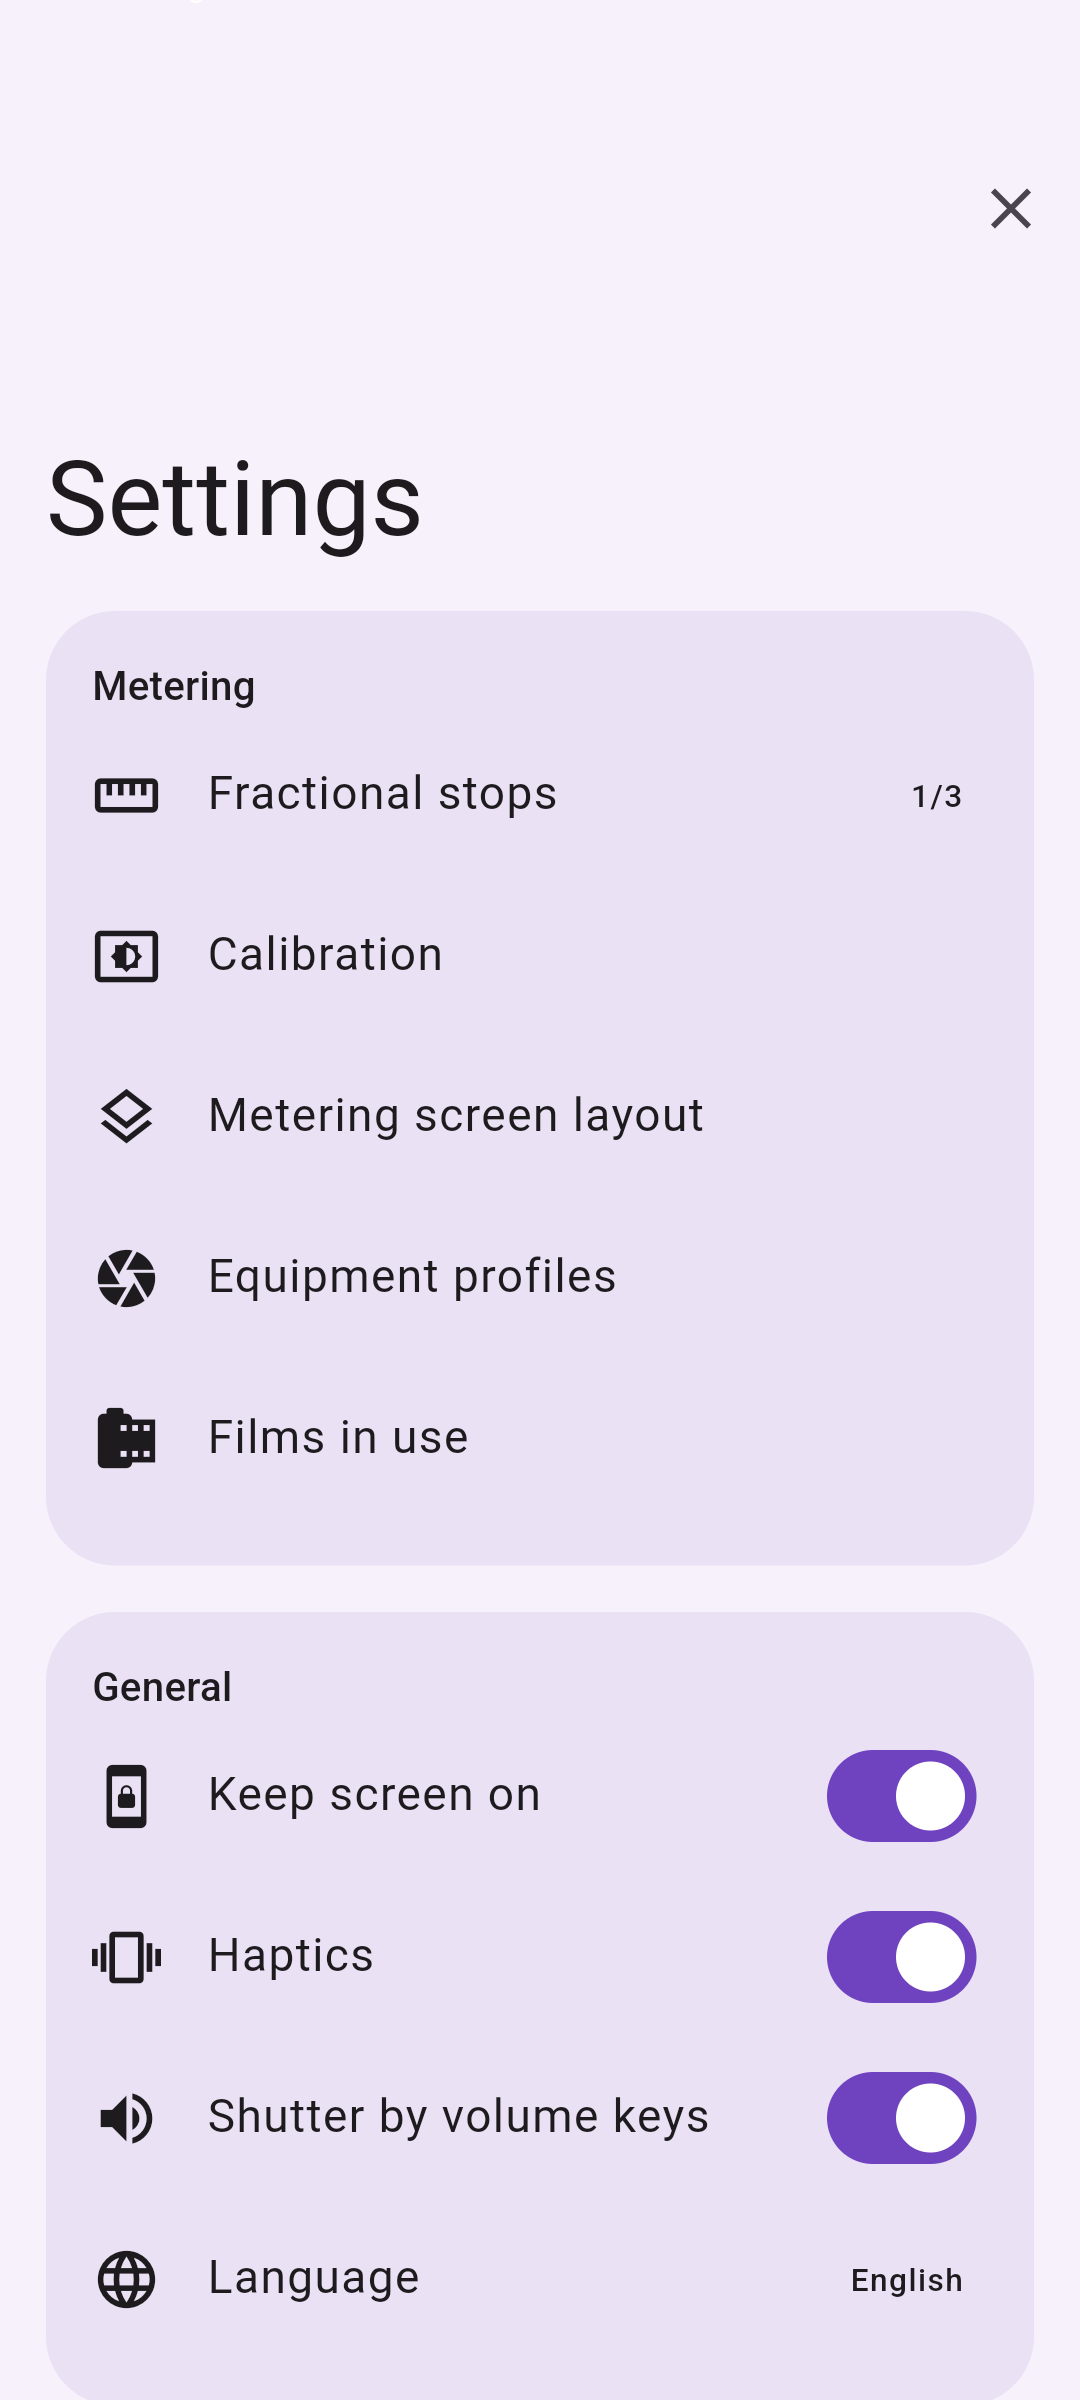 Settings
Metering
Fractional stops 1/3
Calibration
Metering screen layout
Equipment profiles
Films in use
General
Keep screen on
Haptics
Shutter by volume keys
Language English